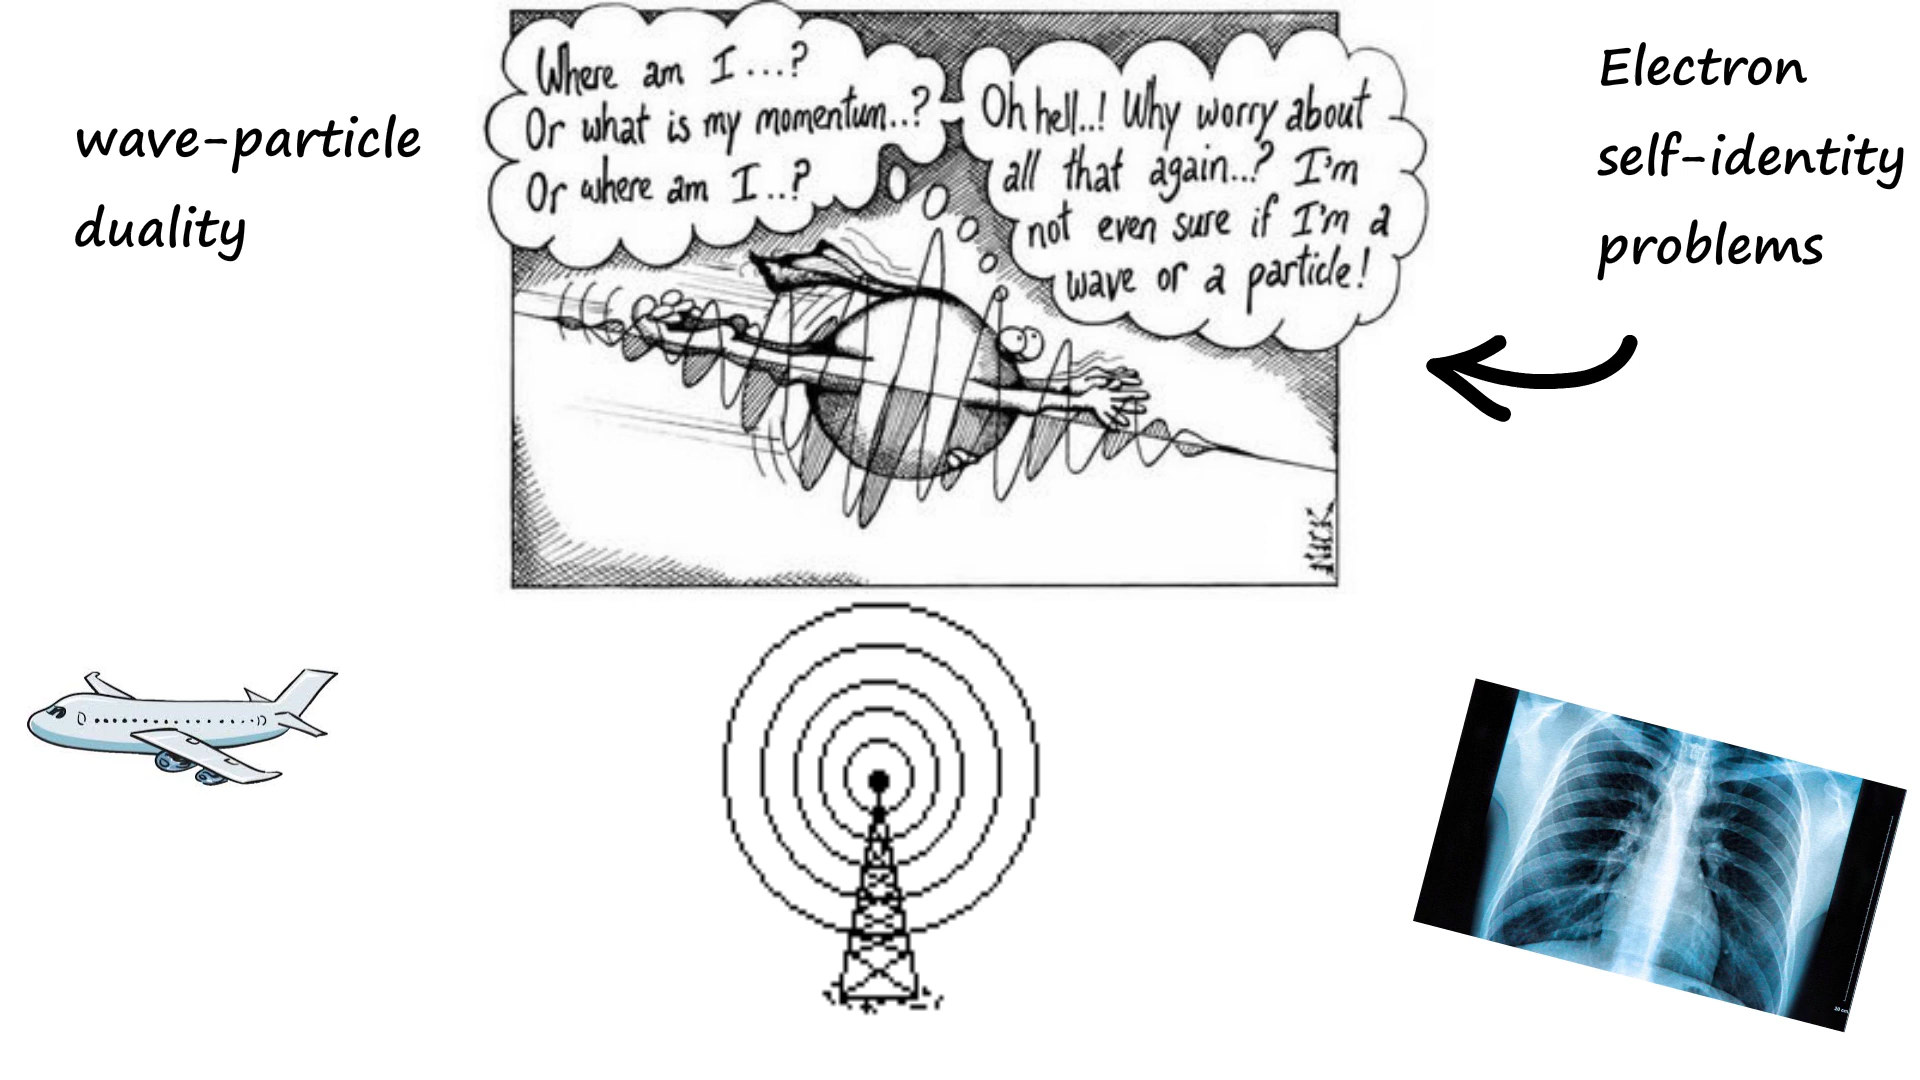 wave-particle
duality
Where am I...?
Or what is my momentum..?
Or where am I..?
Oh hell..! Why worry about
all that again...? I'm
not even sure if I'm a
wave or a particle!
Electron
self-identity
problems
NICK